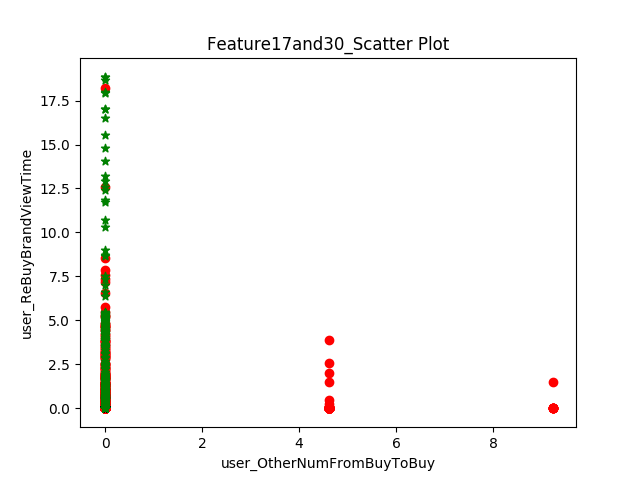 Feature17and30_Scatter Plot
17.5
15.0
12.5
10.0
7.5
5.0
2.5
0.0
user_ReBuyBrandViewTime
0 2 4 6 8
user_OtherNumFromBuyToBuy